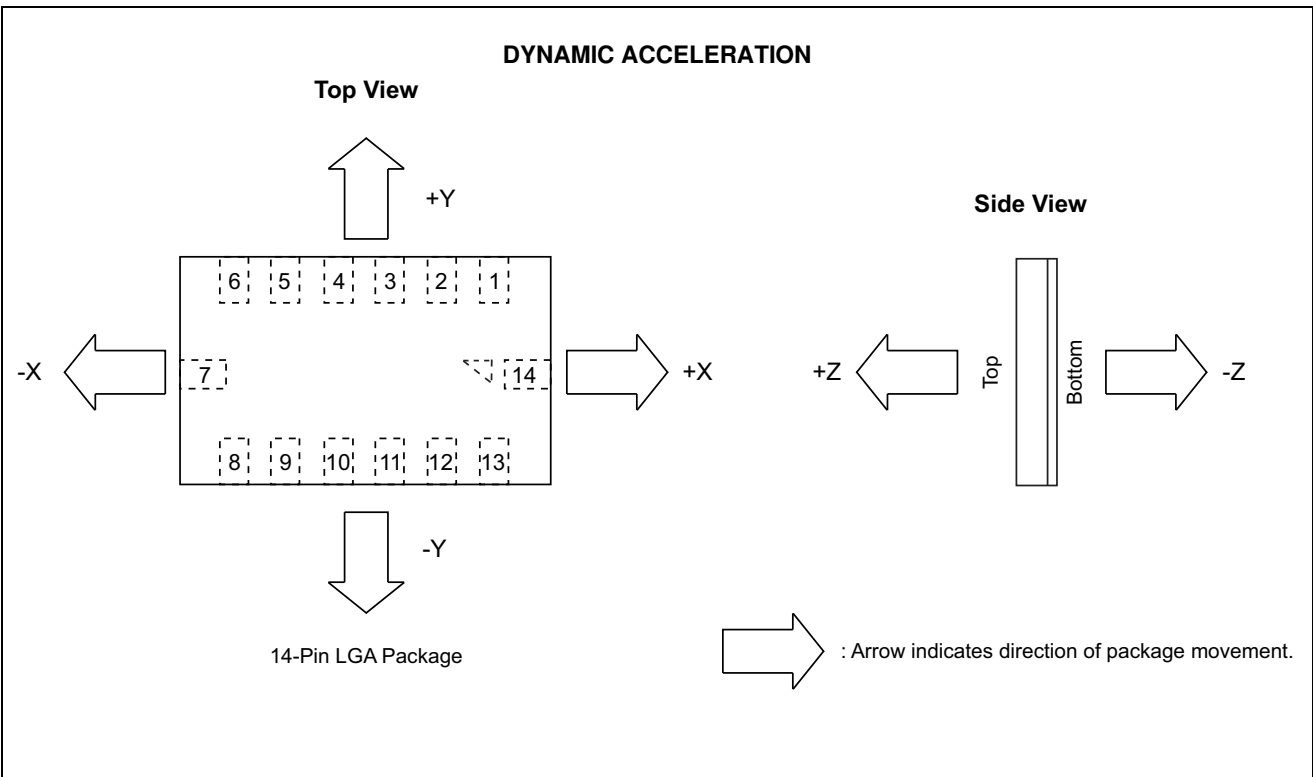 DYNAMIC ACCELERATION
Top View
+Y
Side View
6 5 4 3 2 1
-X
7
14
+X
+Z
Top
Bottom
-Z
8 9 10 11 12 13
-Y
14-Pin LGA Package
: Arrow indicates direction of package movement.